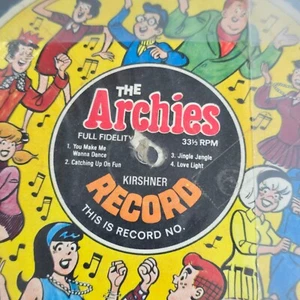 THE
Archies
FULL FIDELITY 33⅓ RPM
1. You Make Me
Wanna Dance
2. Catching Up On Fun
3. Jingle Jangle
4. Love Light
KIRSHNER
RECORD
THIS IS RECORD NO.